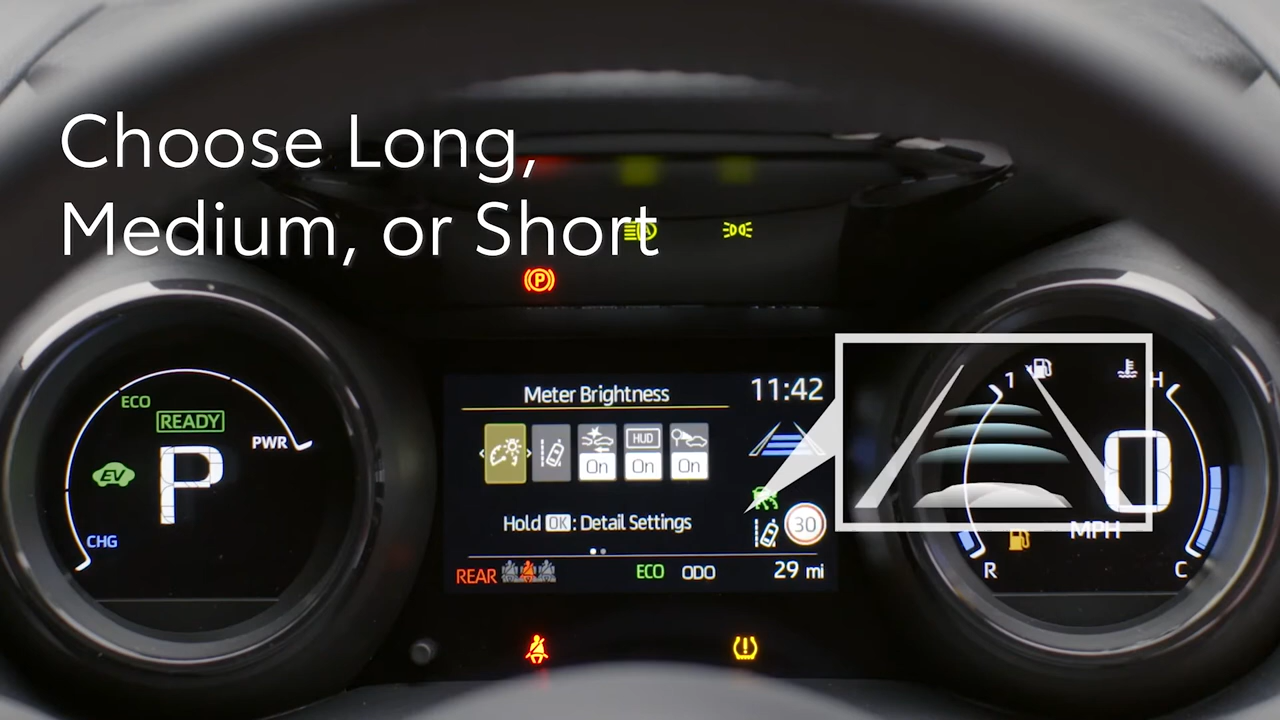 Choose Long,
Medium, or Short
P
Meter Brightness
11:42
ECO
READY
PWR
HUD
On
On
On
EV
P
Hold OK: Detail Settings
30
CHG
REAR
ECO
ODO
29 mi
1
H
0
MPH
R
C